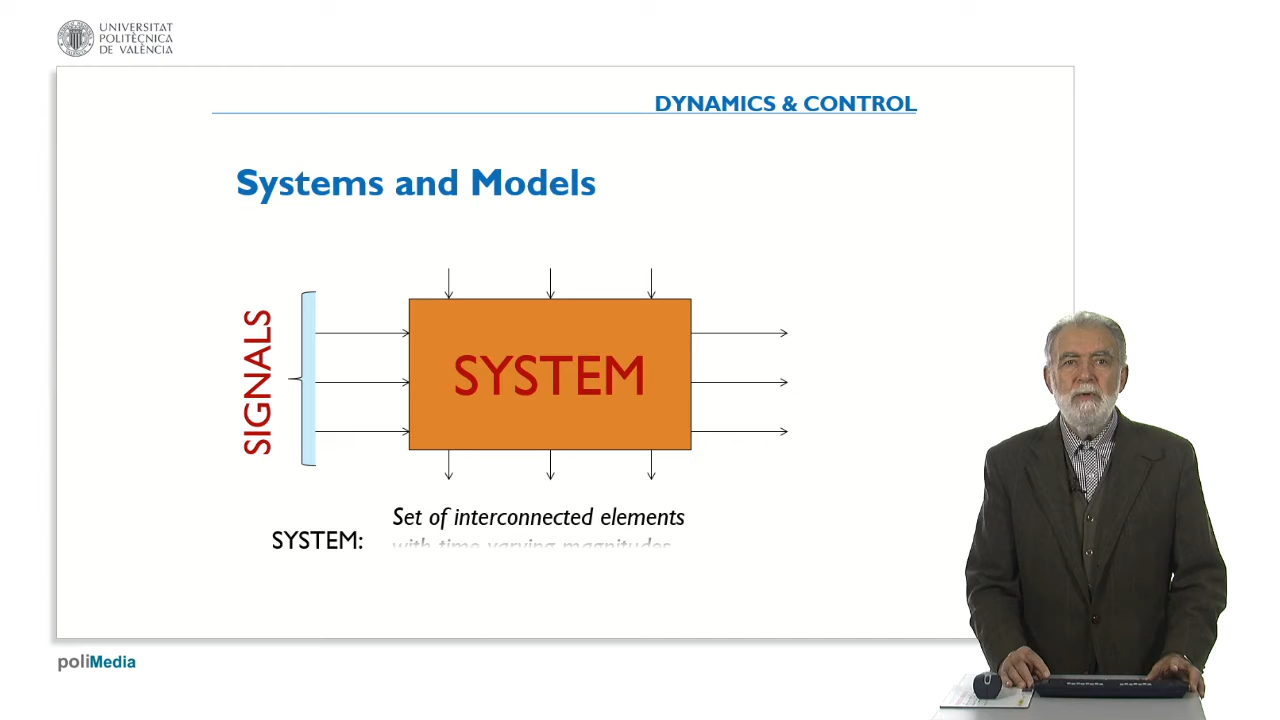 UNIVERSITAT
POLITÈCNICA
DE VALÈNCIA
DYNAMICS & CONTROL
Systems and Models
SIGNALS
SYSTEM
SYSTEM:
Set of interconnected elements
with time varying magnitudes
poliMedia